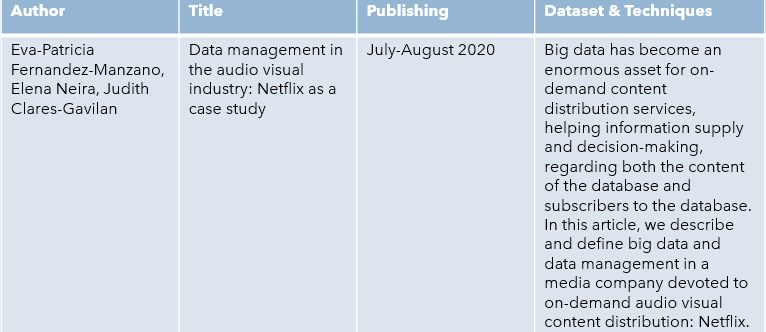 Author
Title
Publishing
Dataset & Techniques
Eva-Patricia
Fernandez-Manzano,
Elena Neira, Judith
Clares-Gavilan
Data management in
the audio visual
industry: Netflix as a
case study
July-August 2020
Big data has become an
enormous asset for on-
demand content
distribution services,
helping information supply
and decision-making,
regarding both the content
of the database and
subscribers to the database.
In this article, we describe
and define big data and
data management in a
media company devoted to
on-demand audio visual
content distribution: Netflix.